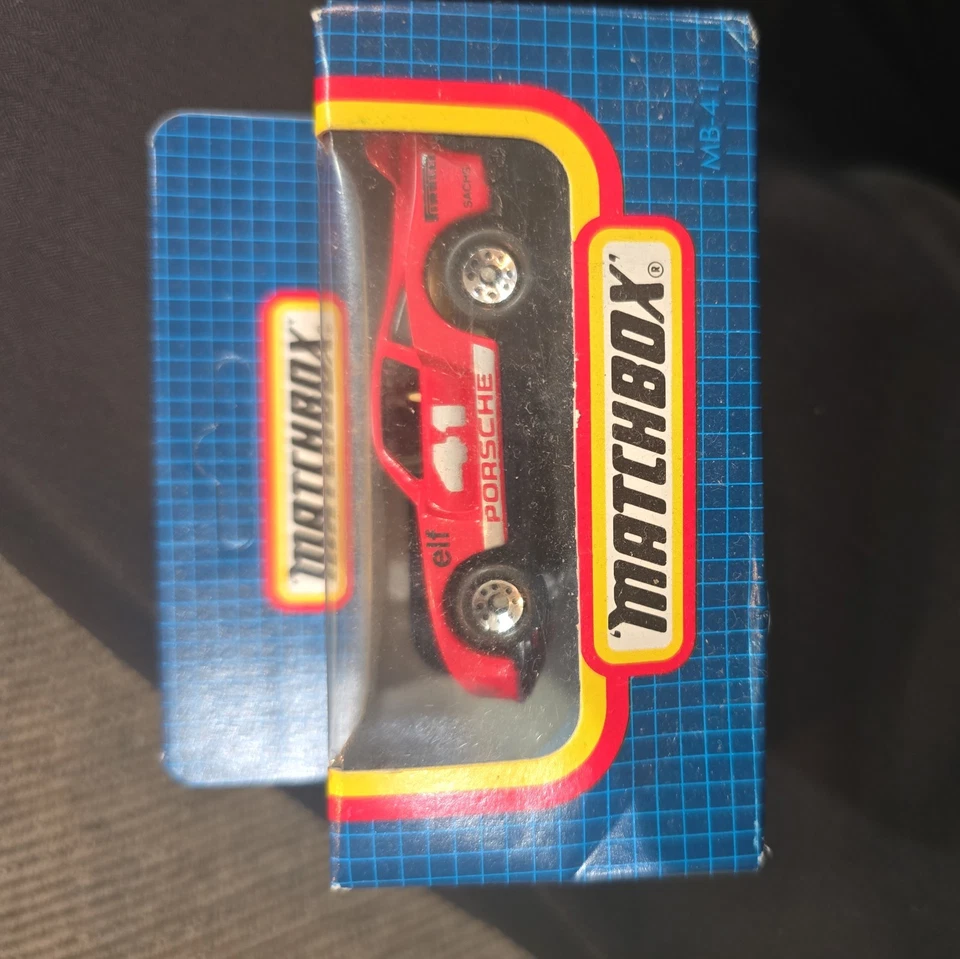 'MATCHBOX'
elf
41
PORSCHE
SACHS
'MATCHBOX'®
MB-41